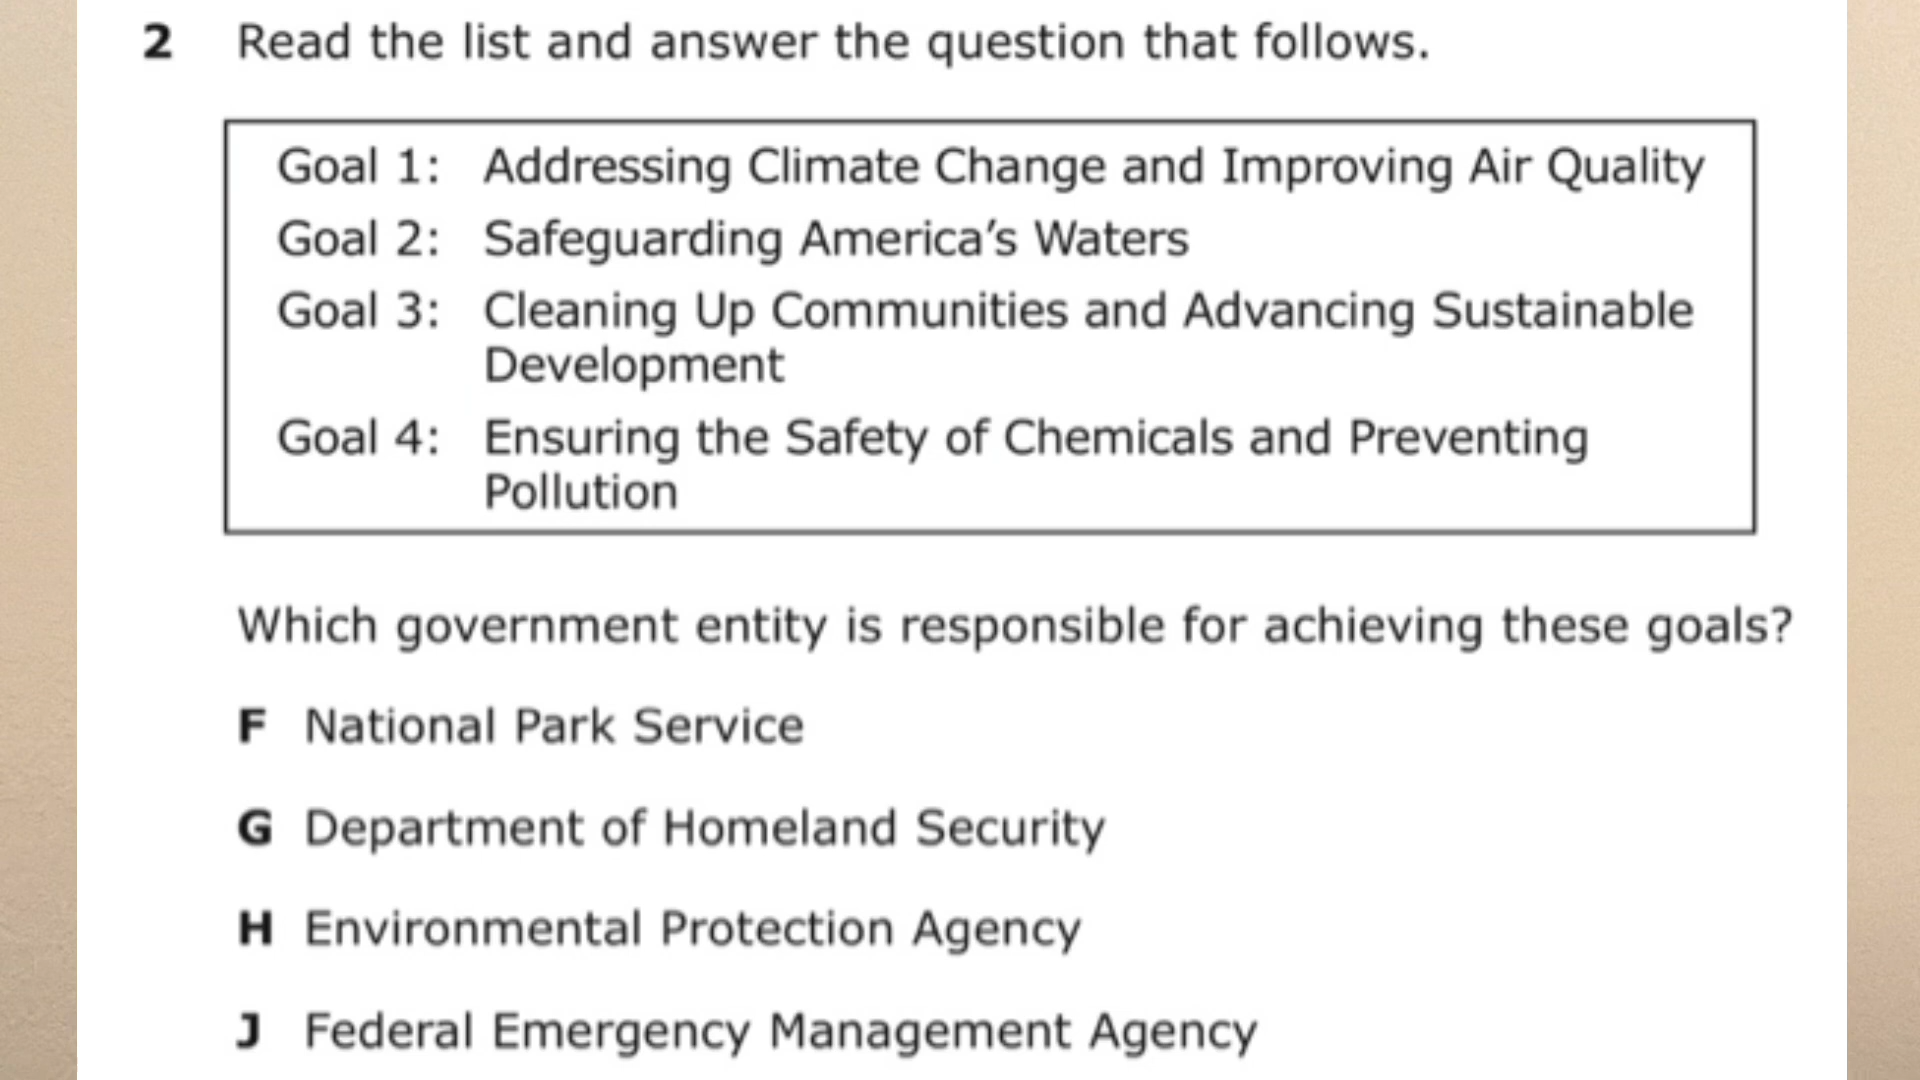 2 Read the list and answer the question that follows.
Goal 1: Addressing Climate Change and Improving Air Quality
Goal 2: Safeguarding America’s Waters
Goal 3: Cleaning Up Communities and Advancing Sustainable
Development
Goal 4: Ensuring the Safety of Chemicals and Preventing
Pollution
Which government entity is responsible for achieving these goals?
F National Park Service
G Department of Homeland Security
H Environmental Protection Agency
J Federal Emergency Management Agency